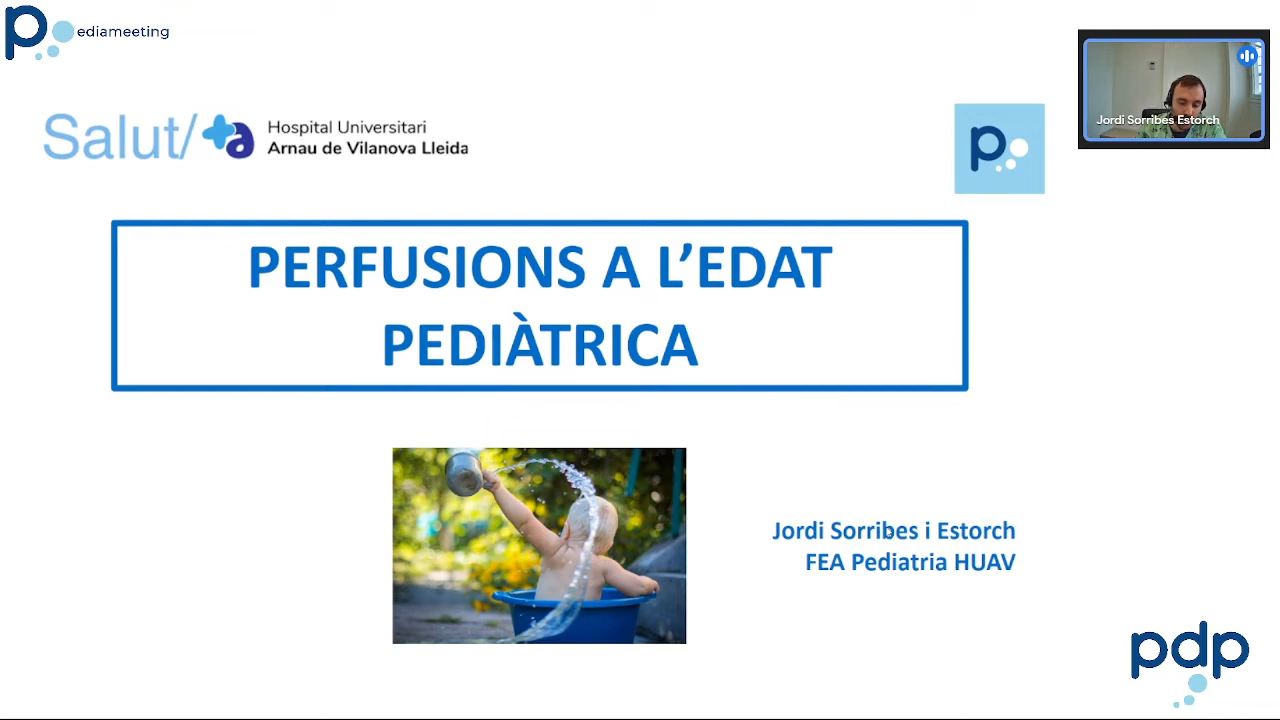 ediameeting
Jordi Sorribes Estorch
Salut/
a
Hospital Universitari
Arnau de Vilanova Lleida
p
PERFUSIONS A L’EDAT
PEDIÀTRICA
Jordi Sorribes i Estorch
FEA Pediatria HUAV
pdp